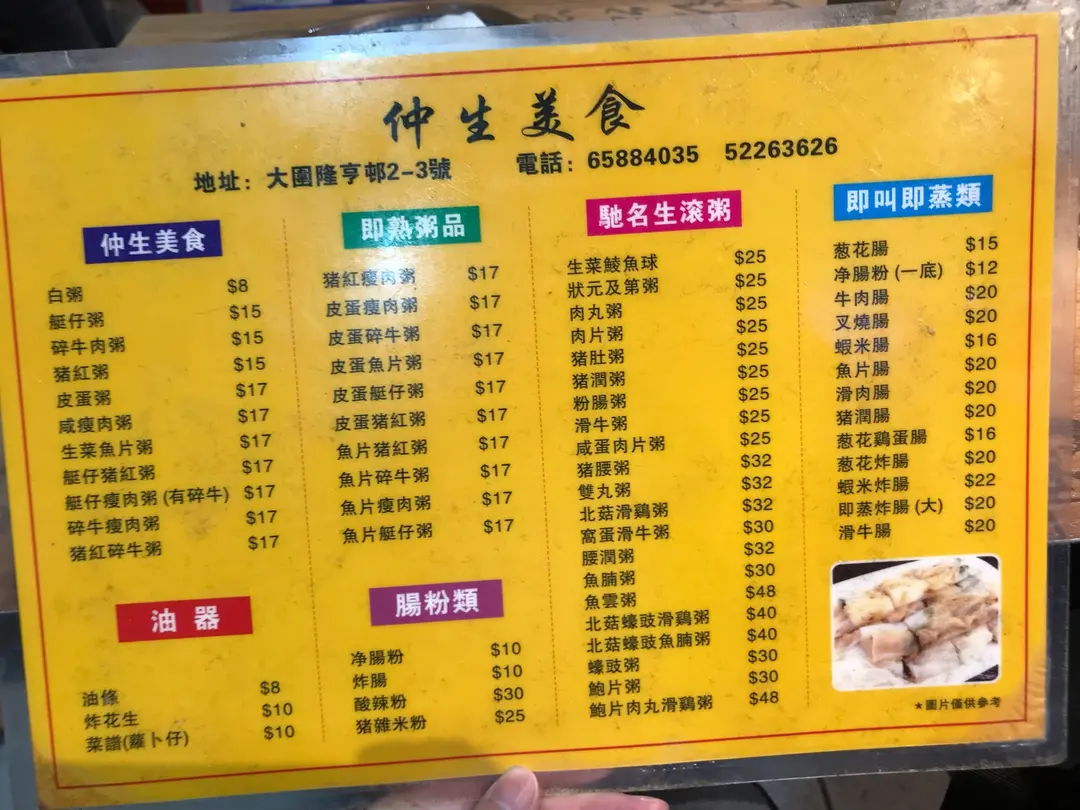 仲生美食
地址：大圍隆亨邨2-3號 電話：65884035 52263626
仲生美食
白粥 $8
艇仔粥 $15
碎牛肉粥 $15
猪紅粥 $15
皮蛋粥 $17
咸瘦肉粥 $17
生菜魚片粥 $17
艇仔猪紅粥 $17
艇仔瘦肉粥(有碎牛) $17
碎牛瘦肉粥 $17
猪紅碎牛粥 $17
油器
油條 $8
炸花生 $10
菜譜(蘿卜仔) $10
即熟粥品
猪紅瘦肉粥 $17
皮蛋瘦肉粥 $17
皮蛋碎牛粥 $17
皮蛋魚片粥 $17
皮蛋艇仔粥 $17
皮蛋猪紅粥 $17
魚片猪紅粥 $17
魚片碎牛粥 $17
魚片瘦肉粥 $17
魚片艇仔粥 $17
腸粉類
净腸粉 $10
炸腸 $10
酸辣粉 $30
猪雜米粉 $25
馳名生滾粥
生菜鯪魚球 $25
狀元及第粥 $25
肉丸粥 $25
肉片粥 $25
猪肚粥 $25
猪潤粥 $25
粉腸粥 $25
滑牛粥 $25
咸蛋肉片粥 $25
猪腰粥 $32
雙丸粥 $32
北菇滑鷄粥 $32
窩蛋滑牛粥 $30
腰潤粥 $32
魚腩粥 $30
魚雲粥 $48
北菇蠔豉滑鷄粥 $40
北菇蠔豉魚腩粥 $40
蠔豉粥 $30
鮑片粥 $30
鮑片肉丸滑鷄粥 $48
即叫即蒸類
葱花腸 $15
净腸粉(一底) $12
牛肉腸 $20
叉燒腸 $20
蝦米腸 $16
魚片腸 $20
滑肉腸 $20
猪潤腸 $20
葱花鷄蛋腸 $16
葱花炸腸 $20
蝦米炸腸 $22
即蒸炸腸(大) $20
滑牛腸 $20
★圖片僅供參考